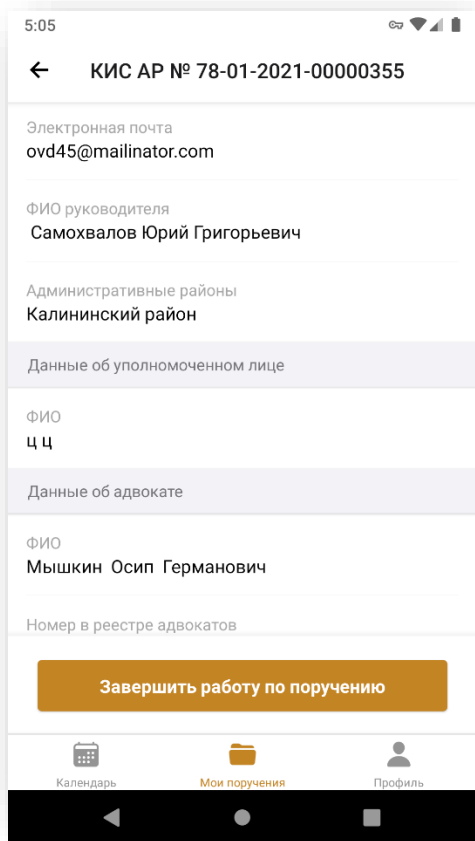 5:05
КИС АР № 78-01-2021-00000355
Электронная почта
ovd45@mailinator.com
ФИО руководителя
Самохвалов Юрий Григорьевич
Административные районы
Калининский район
Данные об уполномоченном лице
ФИО
ц ц
Данные об адвокате
ФИО
Мышкин Осип Германович
Номер в реестре адвокатов
Завершить работу по поручению
Календарь
Мои поручения
Профиль